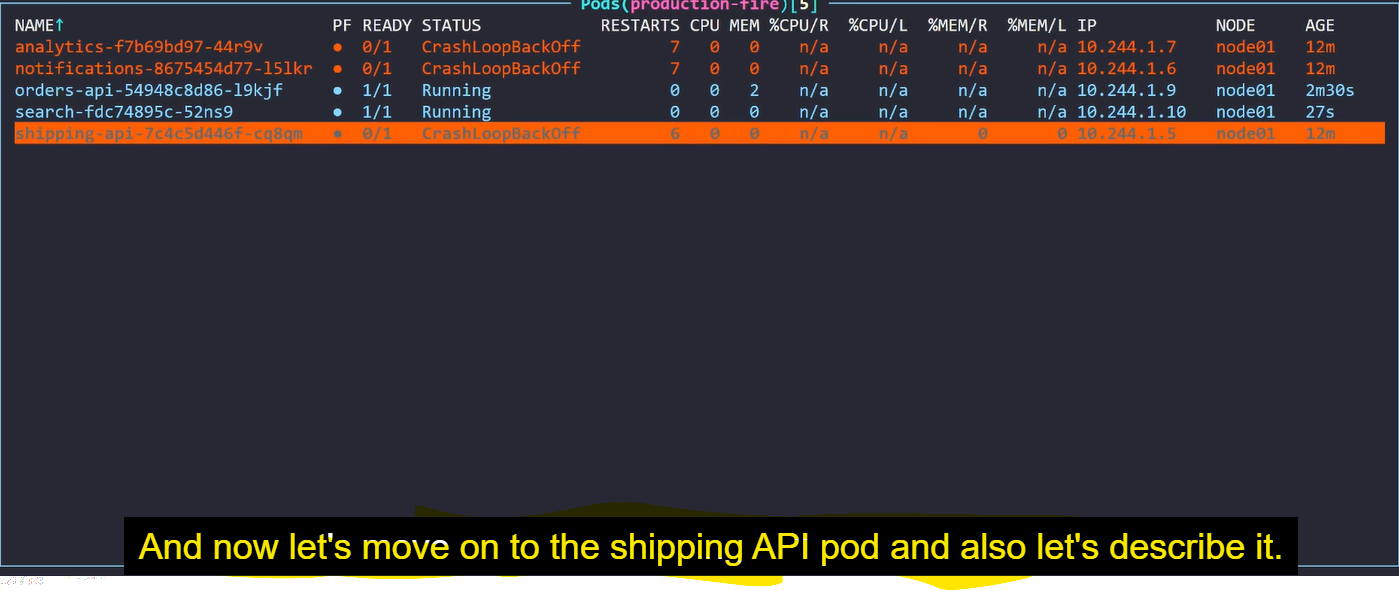 Pods(production-fire)[5]
NAME↑ PF READY STATUS RESTARTS CPU MEM %CPU/R %CPU/L %MEM/R %MEM/L IP NODE AGE
analytics-f7b69bd97-44r9v ● 0/1 CrashLoopBackOff 7 0 0 n/a n/a n/a n/a 10.244.1.7 node01 12m
notifications-8675454d77-l5lkr ● 0/1 CrashLoopBackOff 7 0 0 n/a n/a n/a n/a 10.244.1.6 node01 12m
orders-api-54948c8d86-l9kjf ● 1/1 Running 0 0 2 n/a n/a n/a n/a 10.244.1.9 node01 2m30s
search-fdc74895c-52ns9 ● 1/1 Running 0 0 0 n/a n/a n/a n/a 10.244.1.10 node01 27s
shipping-api-7c4c5d446f-cq8qm ● 0/1 CrashLoopBackOff 6 0 0 n/a n/a 0 0 10.244.1.5 node01 12m
And now let's move on to the shipping API pod and also let's describe it.